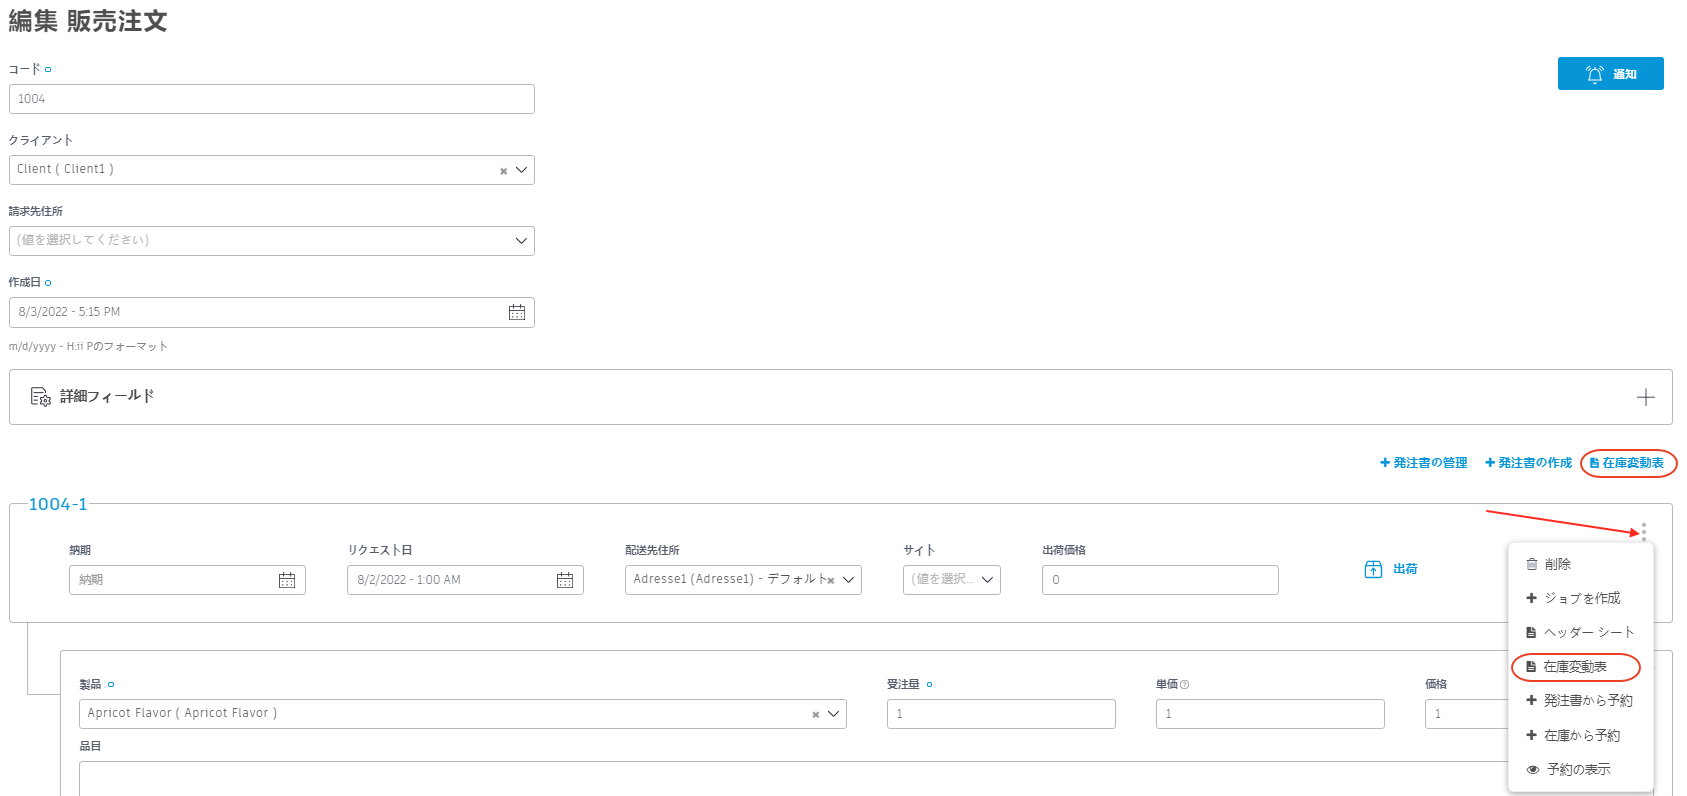 編集 販売注文
コード
1004
通知
クライアント
Client ( Client1 )
請求先住所
(値を選択してください)
作成日
8/3/2022 - 5:15 PM
m/d/yyyy - H:ii Pのフォーマット
詳細フィールド
発注書の管理 発注書の作成 在庫変動表
1004-1
納期 リクエスト日 配送先住所 サイト 出荷価格
納期 8/2/2022 - 1:00 AM Adresse1 (Adresse1) - デフォルト (値を選択... 0 出荷
削除
ジョブを作成
ヘッダー シート
在庫変動表
発注書から予約
在庫から予約
予約の表示
製品 受注量 単価 価格
Apricot Flavor ( Apricot Flavor ) 1 1 1
品目